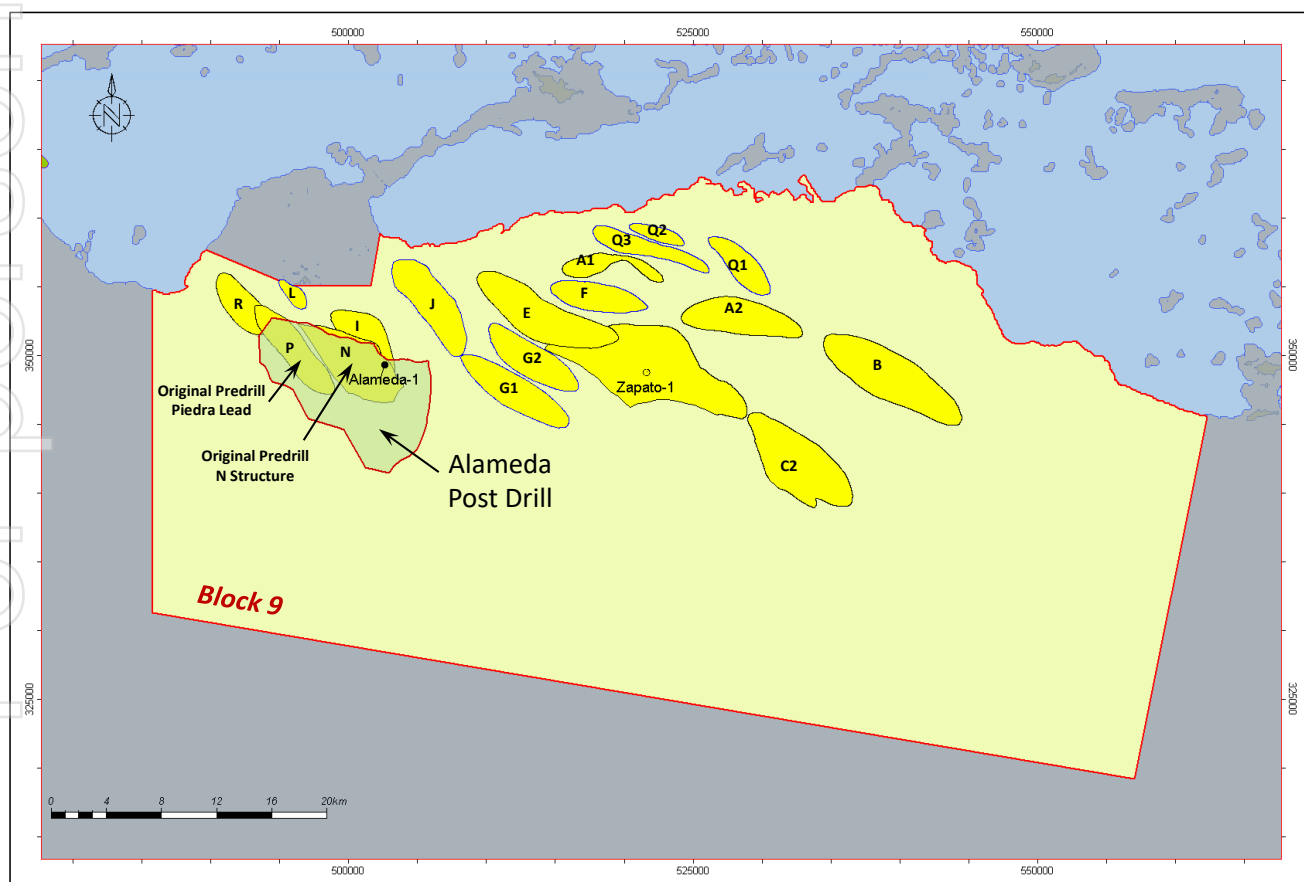 500000
525000
550000
N
Q2
Q3
Q1
A1
L
F
R
J
I
A2
E
P
N
G2
B
350000
350000
Alameda-1
Zapato-1
G1
Original Predrill
Piedra Lead
Original Predrill
N Structure
Alameda
Post Drill
C2
Block 9
325000
325000
0
4
8
12
16
20km
500000
525000
550000